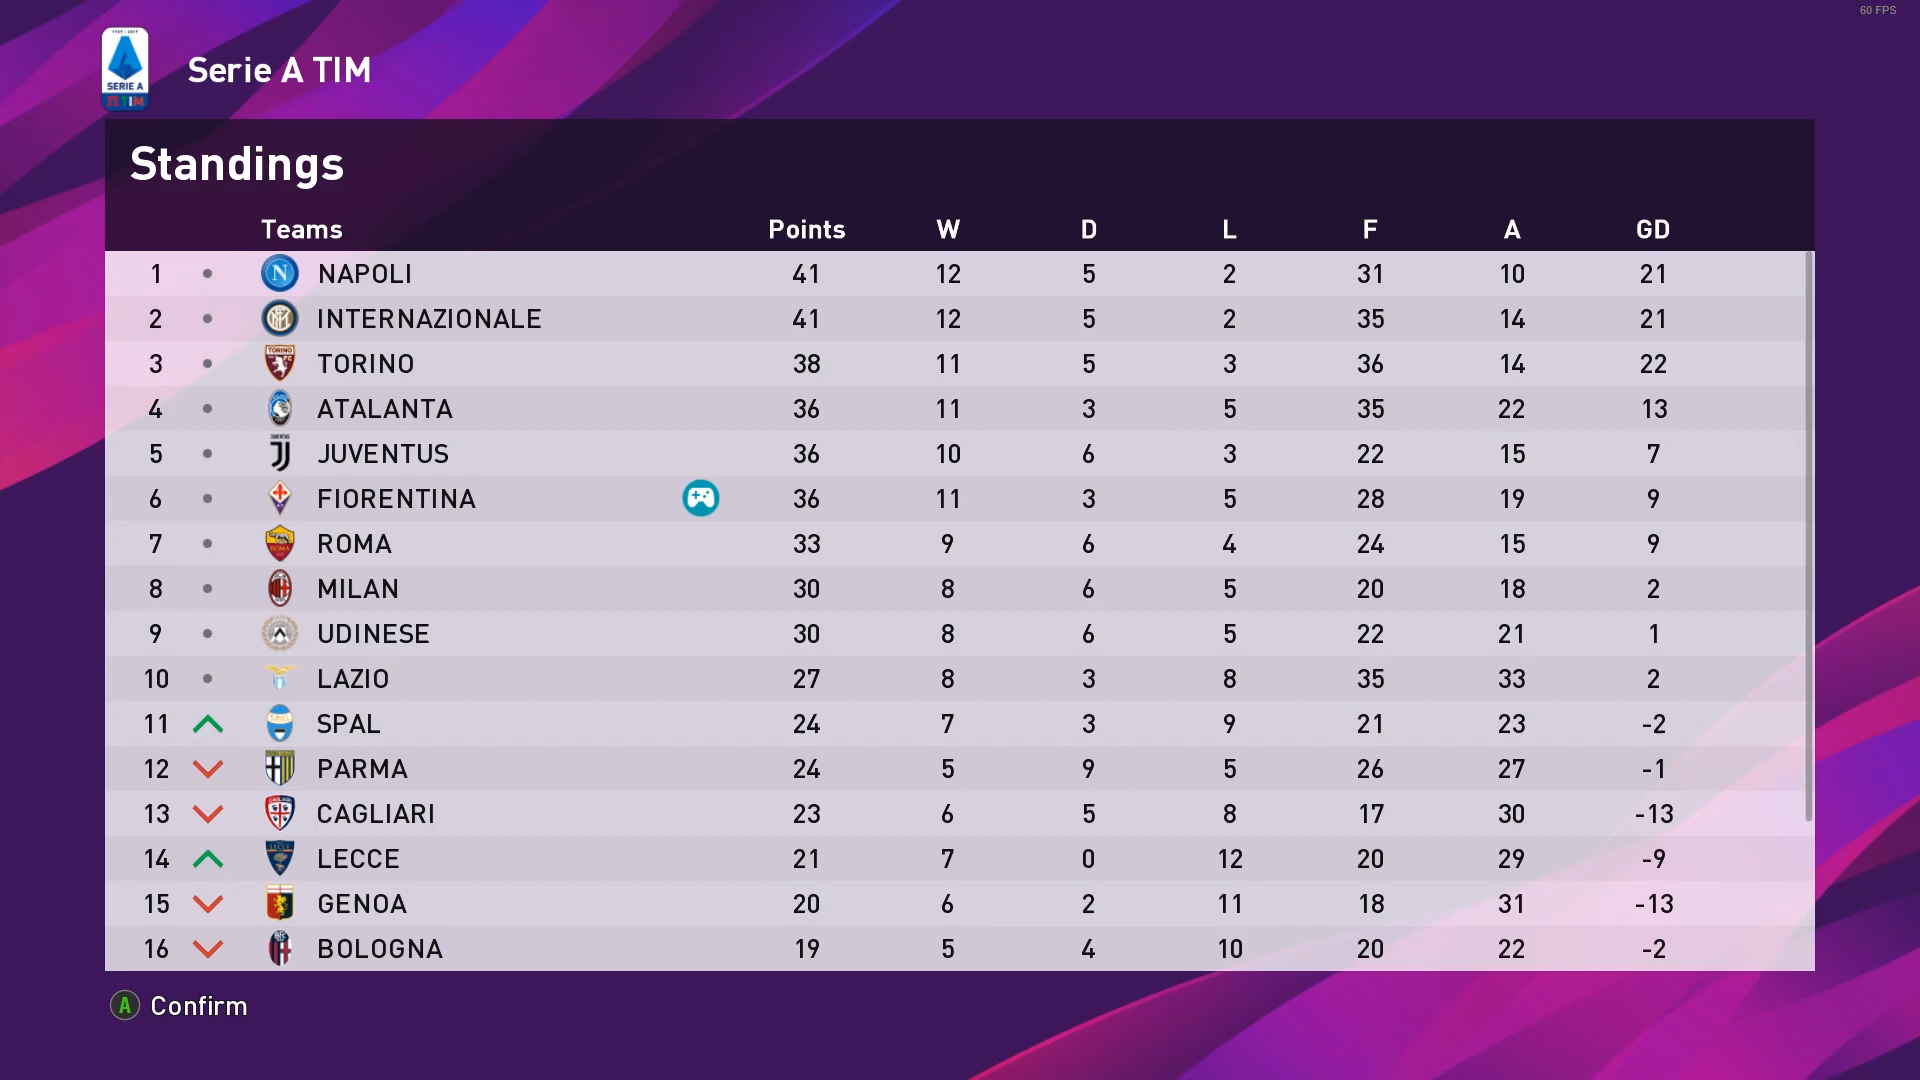 60 FPS
SERIE A
TIM
Serie A TIM
Standings
Teams Points W D L F A GD
1 NAPOLI 41 12 5 2 31 10 21
2 INTERNAZIONALE 41 12 5 2 35 14 21
3 TORINO 38 11 5 3 36 14 22
4 ATALANTA 36 11 3 5 35 22 13
5 JUVENTUS 36 10 6 3 22 15 7
6 FIORENTINA 36 11 3 5 28 19 9
7 ROMA 33 9 6 4 24 15 9
8 MILAN 30 8 6 5 20 18 2
9 UDINESE 30 8 6 5 22 21 1
10 LAZIO 27 8 3 8 35 33 2
11 SPAL 24 7 3 9 21 23 -2
12 PARMA 24 5 9 5 26 27 -1
13 CAGLIARI 23 6 5 8 17 30 -13
14 LECCE 21 7 0 12 20 29 -9
15 GENOA 20 6 2 11 18 31 -13
16 BOLOGNA 19 5 4 10 20 22 -2
A Confirm